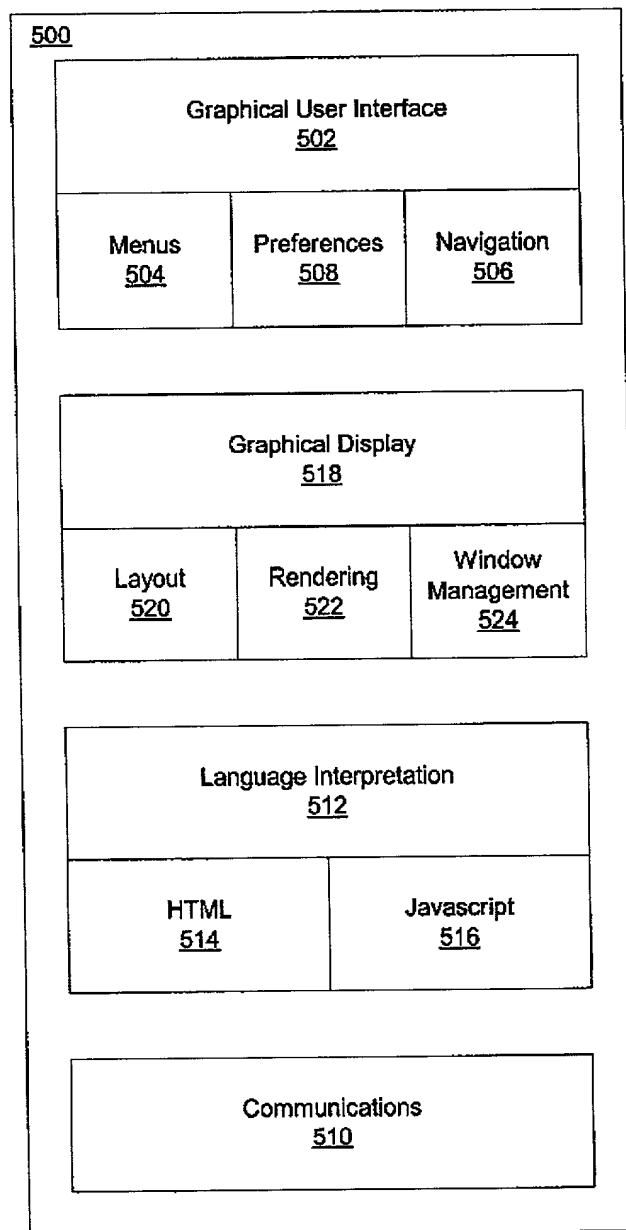 500
Graphical User Interface
502
Menus
504
Preferences
508
Navigation
506
Graphical Display
518
Layout
520
Rendering
522
Window
Management
524
Language Interpretation
512
HTML
514
Javascript
516
Communications
510